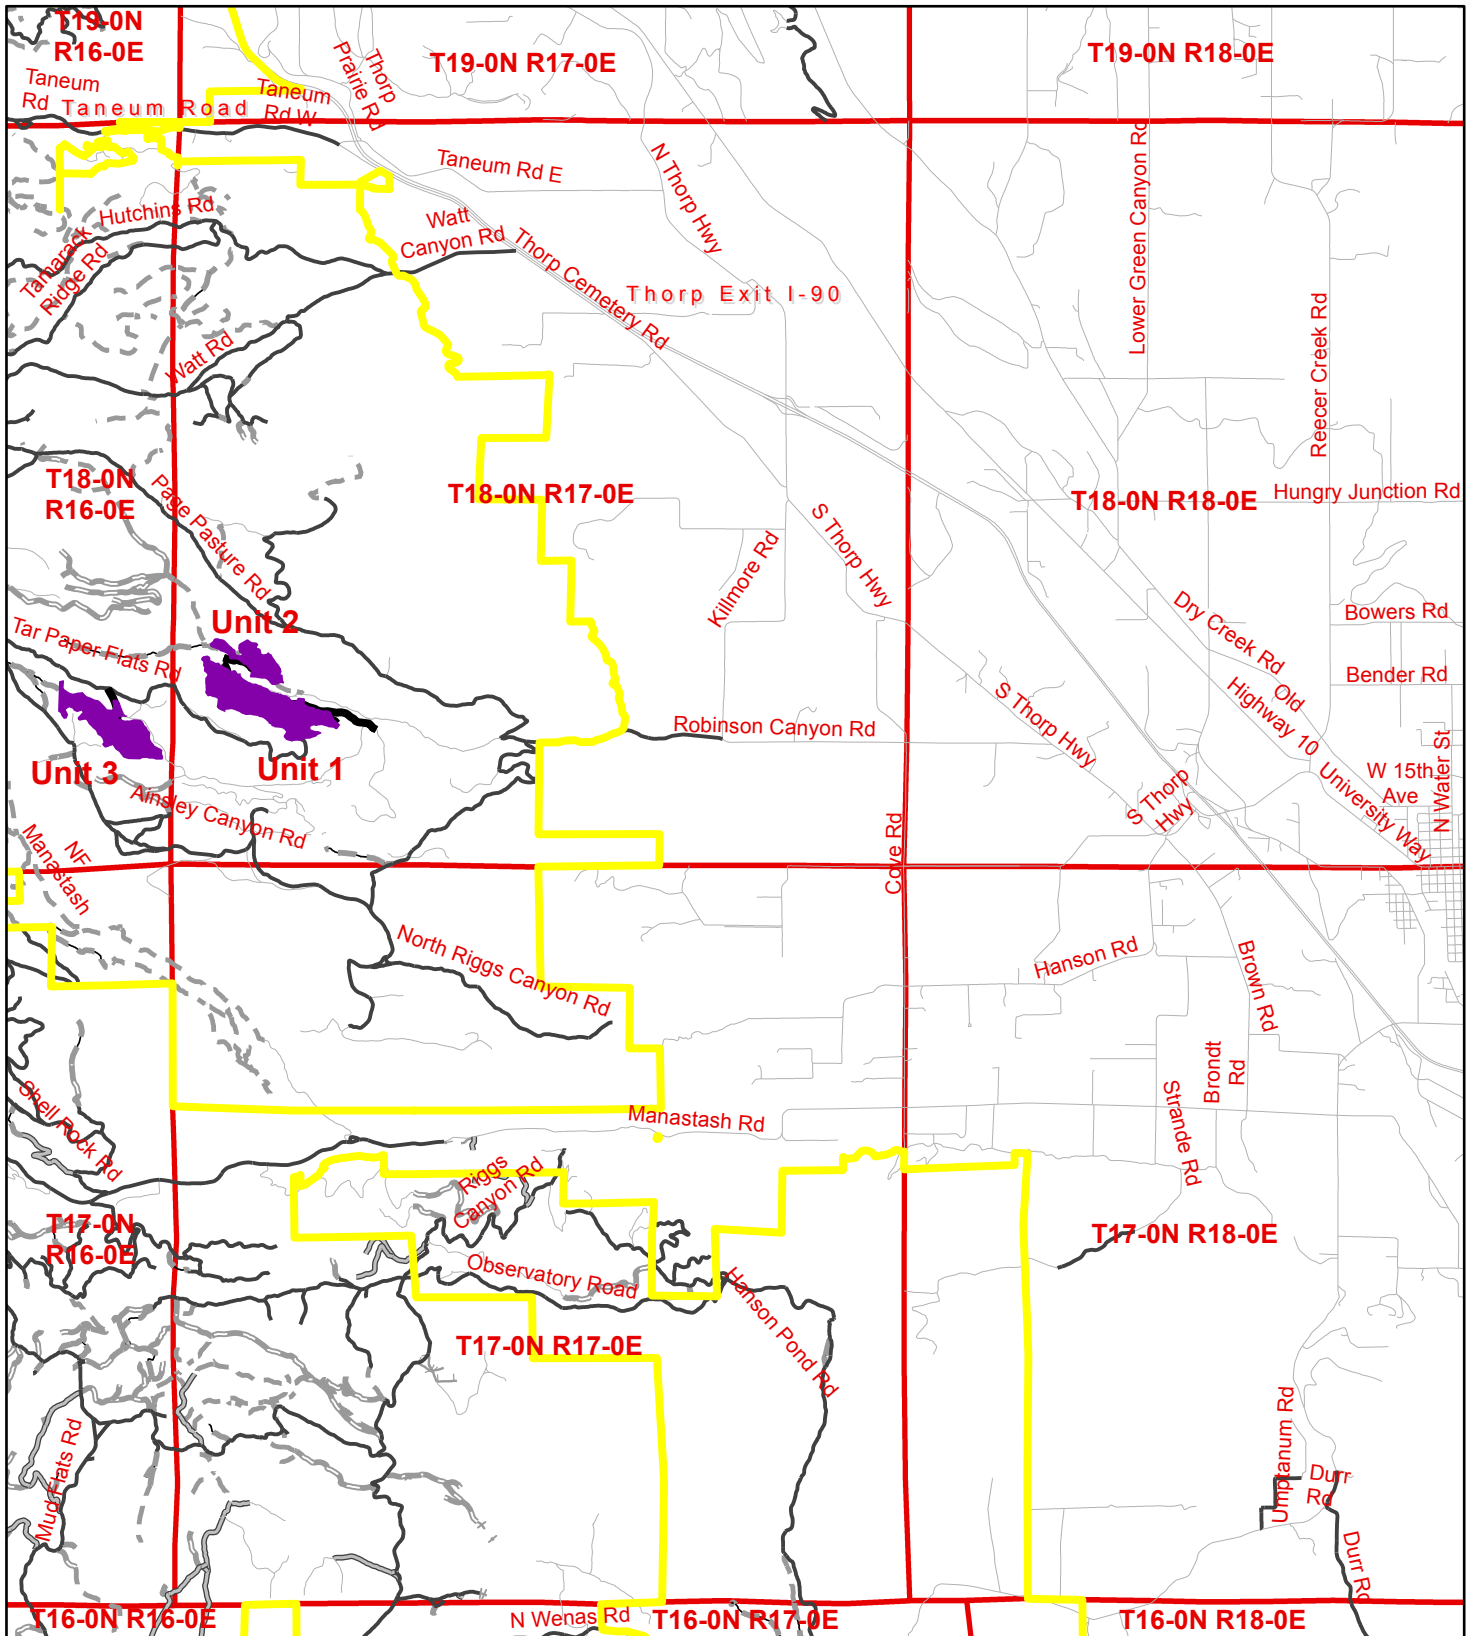 T19-0N
R16-0E
T19-0N R17-0E
T19-0N R18-0E
Thorp
Prairie Rd
Taneum
Rd
Taneum Road
Taneum
Rd W
Taneum Rd E
N Thorp Hwy
Lower Green Canyon Rd
Hutchins Rd
Watt
Canyon Rd
Tamarack
Ridge Rd
Thorp Cemetery Rd
Thorp Exit I-90
Reecer Creek Rd
Watt Rd
T18-0N
R16-0E
Page Pasture Rd
T18-0N R17-0E
T18-0N R18-0E
Hungry Junction Rd
S Thorp Hwy
Killmore Rd
Unit 2
Tar Paper Flats Rd
Dry Creek Rd
Bowers Rd
Bender Rd
Old
Highway 10
S Thorp Hwy
Robinson Canyon Rd
Unit 3
Unit 1
Ainsley Canyon Rd
S Thorp
Hwy
University Way
W 15th
Ave
N Water St
NF
Manastash
Cove Rd
North Riggs Canyon Rd
Hanson Rd
Brown Rd
Brondt
Rd
Shell Rock Rd
Manastash Rd
Strande Rd
Riggs
Canyon Rd
T17-0N
R16-0E
T17-0N R18-0E
Observatory Road
Hanson Pond Rd
T17-0N R17-0E
Mud Flats Rd
Umptanum Rd
Durr
Rd
Durr Rd
T16-0N R16-0E
N Wenas Rd
T16-0N R17-0E
T16-0N R18-0E